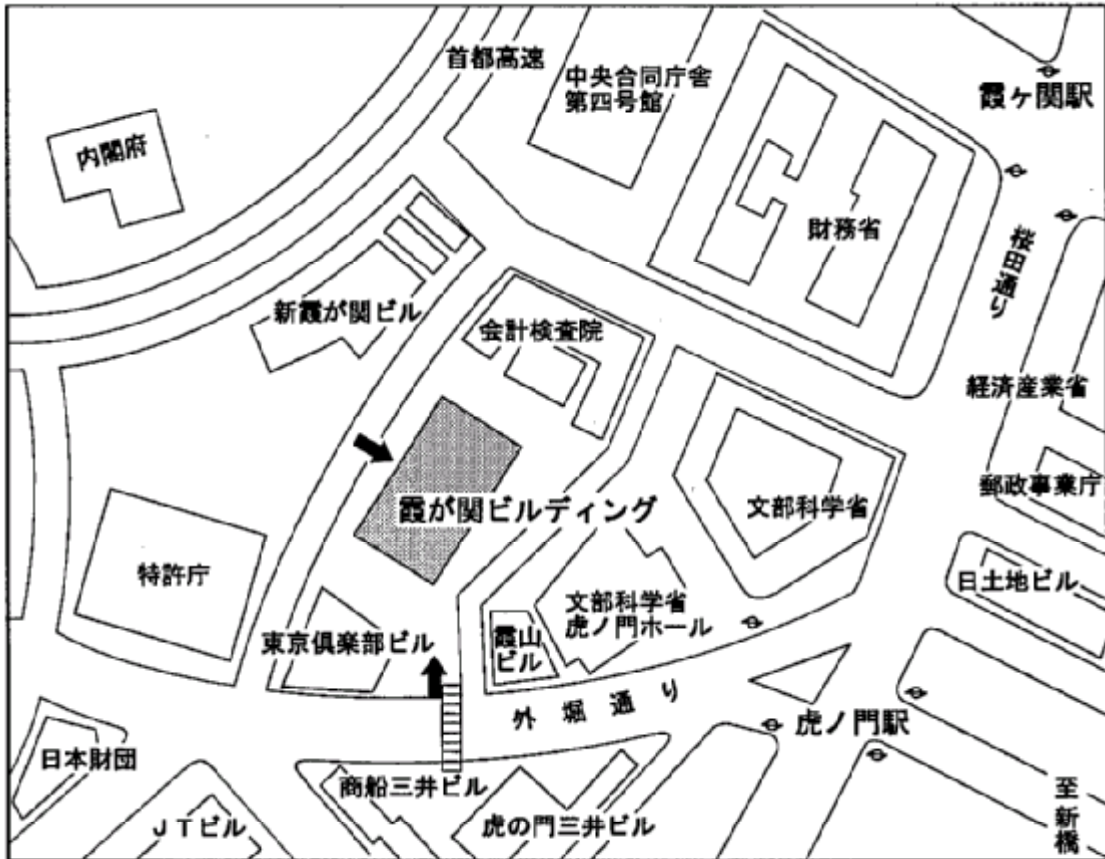 首都高速
中央合同庁舎
第四号館
霞ヶ関駅
内閣府
財務省
桜田通り
新霞が関ビル
会計検査院
経済産業省
霞が関ビルディング
文部科学省
郵政事業庁
特許庁
日土地ビル
文部科学省
虎ノ門ホール
東京倶楽部ビル
霞山
ビル
外堀通り
虎ノ門駅
日本財団
商船三井ビル
至新橋
JTビル
虎の門三井ビル